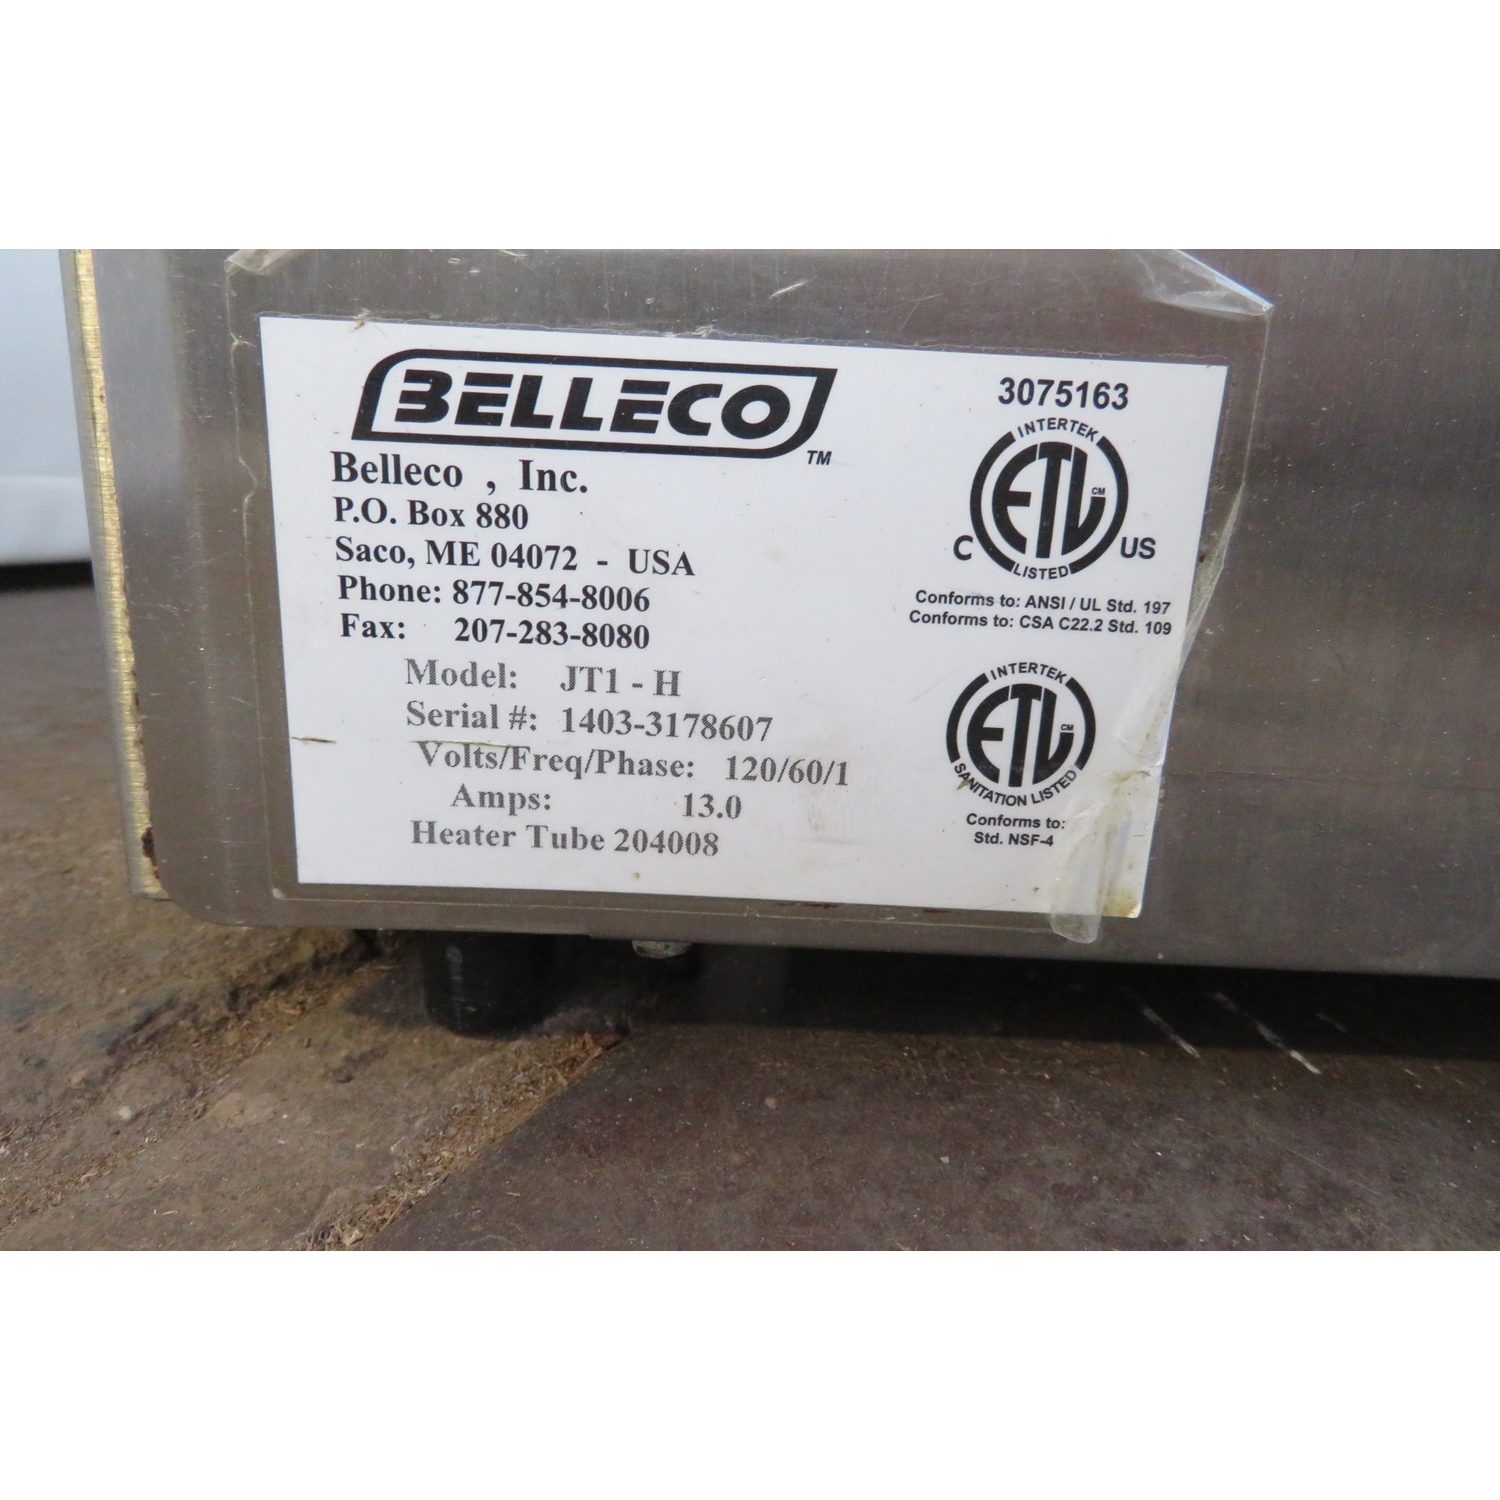 BELLECO TM
Belleco , Inc.
P.O. Box 880
Saco, ME 04072 - USA
Phone: 877-854-8006
Fax: 207-283-8080
Model: JT1 - H
Serial #: 1403-3178607
Volts/Freq/Phase: 120/60/1
Amps: 13.0
Heater Tube 204008
3075163
INTERTEK
ETL CM
C US
LISTED
Conforms to: ANSI / UL Std. 197
Conforms to: CSA C22.2 Std. 109
INTERTEK
ETL CM
SANITATION LISTED
Conforms to:
Std. NSF-4